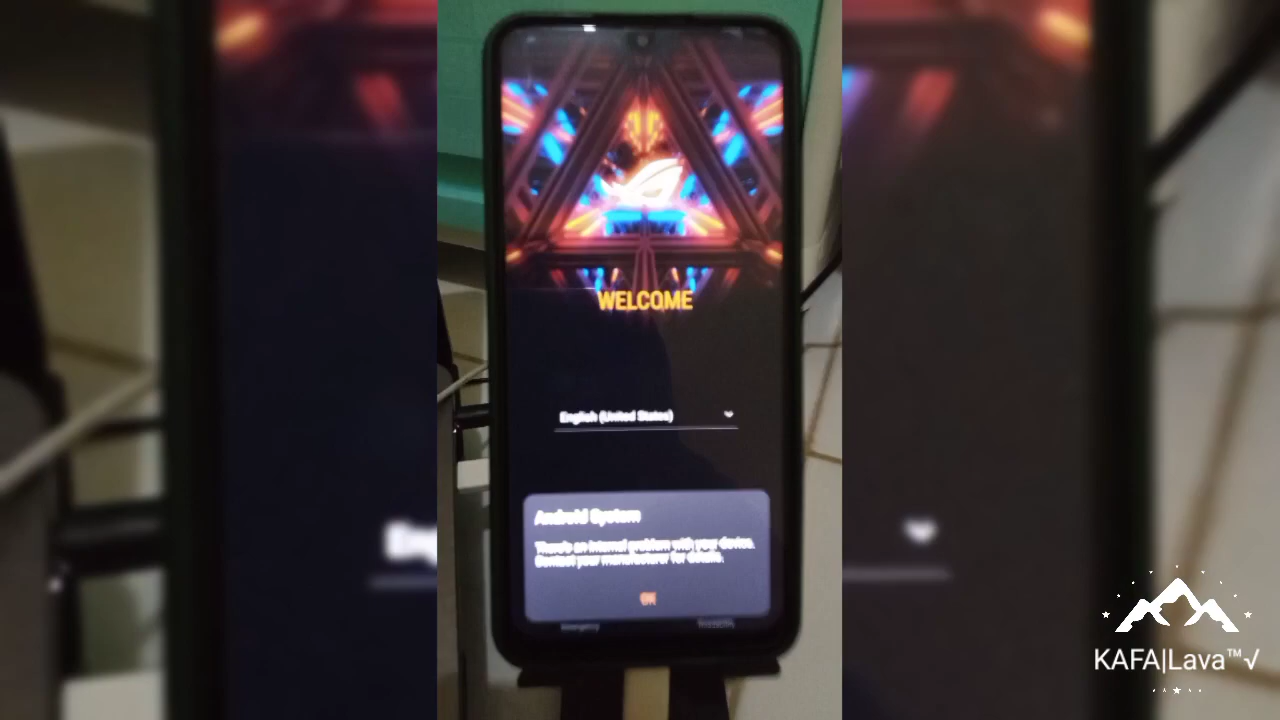 WELCOME
English (United States)
Android System
There's an internal problem with your device.
Contact your manufacturer for details.
OK
KAFA|Lava™√